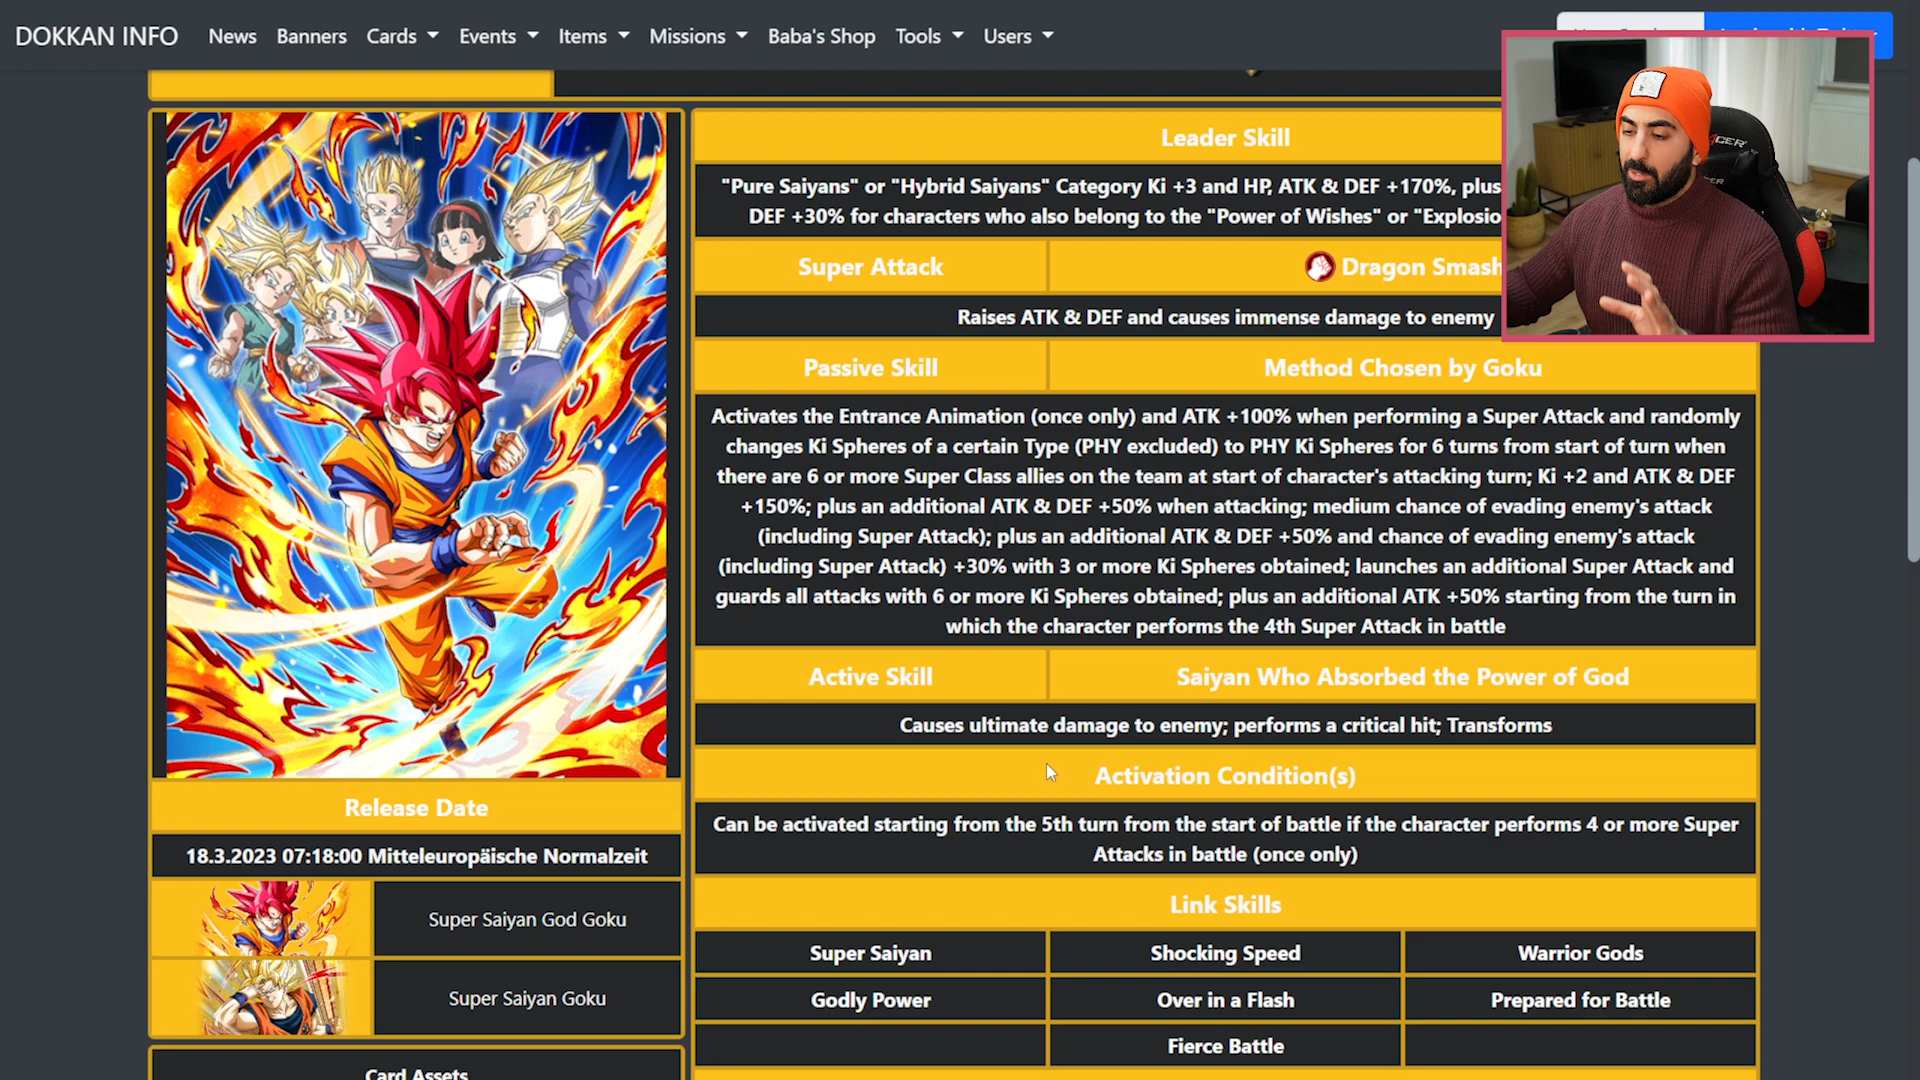 DOKKAN INFO
News
Banners
Cards
Events
Items
Missions
Baba's Shop
Tools
Users
Leader Skill
"Pure Saiyans" or "Hybrid Saiyans" Category Ki +3 and HP, ATK & DEF +170%, plus
DEF +30% for characters who also belong to the "Power of Wishes" or "Explosio
Super Attack
Dragon Smash
Raises ATK & DEF and causes immense damage to enemy
Passive Skill
Method Chosen by Goku
Activates the Entrance Animation (once only) and ATK +100% when performing a Super Attack and randomly
changes Ki Spheres of a certain Type (PHY excluded) to PHY Ki Spheres for 6 turns from start of turn when
there are 6 or more Super Class allies on the team at start of character's attacking turn; Ki +2 and ATK & DEF
+150%; plus an additional ATK & DEF +50% when attacking; medium chance of evading enemy's attack
(including Super Attack); plus an additional ATK & DEF +50% and chance of evading enemy's attack
(including Super Attack) +30% with 3 or more Ki Spheres obtained; launches an additional Super Attack and
guards all attacks with 6 or more Ki Spheres obtained; plus an additional ATK +50% starting from the turn in
which the character performs the 4th Super Attack in battle
Active Skill
Saiyan Who Absorbed the Power of God
Causes ultimate damage to enemy; performs a critical hit; Transforms
Activation Condition(s)
Can be activated starting from the 5th turn from the start of battle if the character performs 4 or more Super
Attacks in battle (once only)
Link Skills
Super Saiyan
Shocking Speed
Warrior Gods
Godly Power
Over in a Flash
Prepared for Battle
Fierce Battle
Release Date
18.3.2023 07:18:00 Mitteleuropäische Normalzeit
Super Saiyan God Goku
Super Saiyan Goku
Card Assets